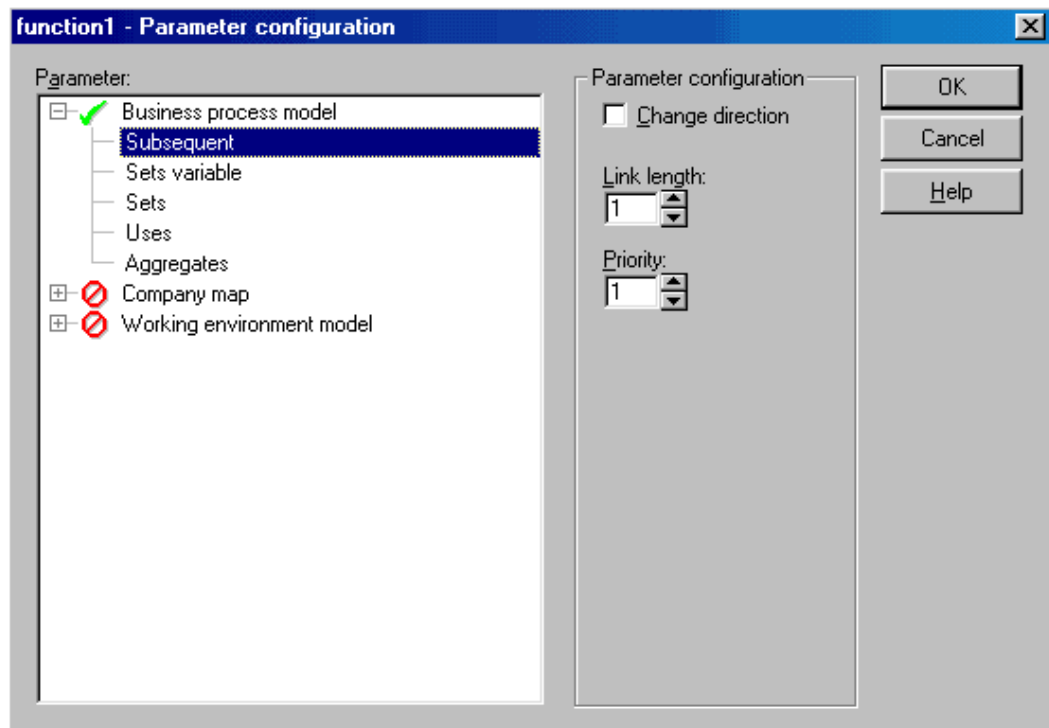 function1 - Parameter configuration
Parameter:
Business process model
Subsequent
Sets variable
Sets
Uses
Aggregates
Company map
Working environment model
Parameter configuration
Change direction
Link length:
1
Priority:
1
OK
Cancel
Help